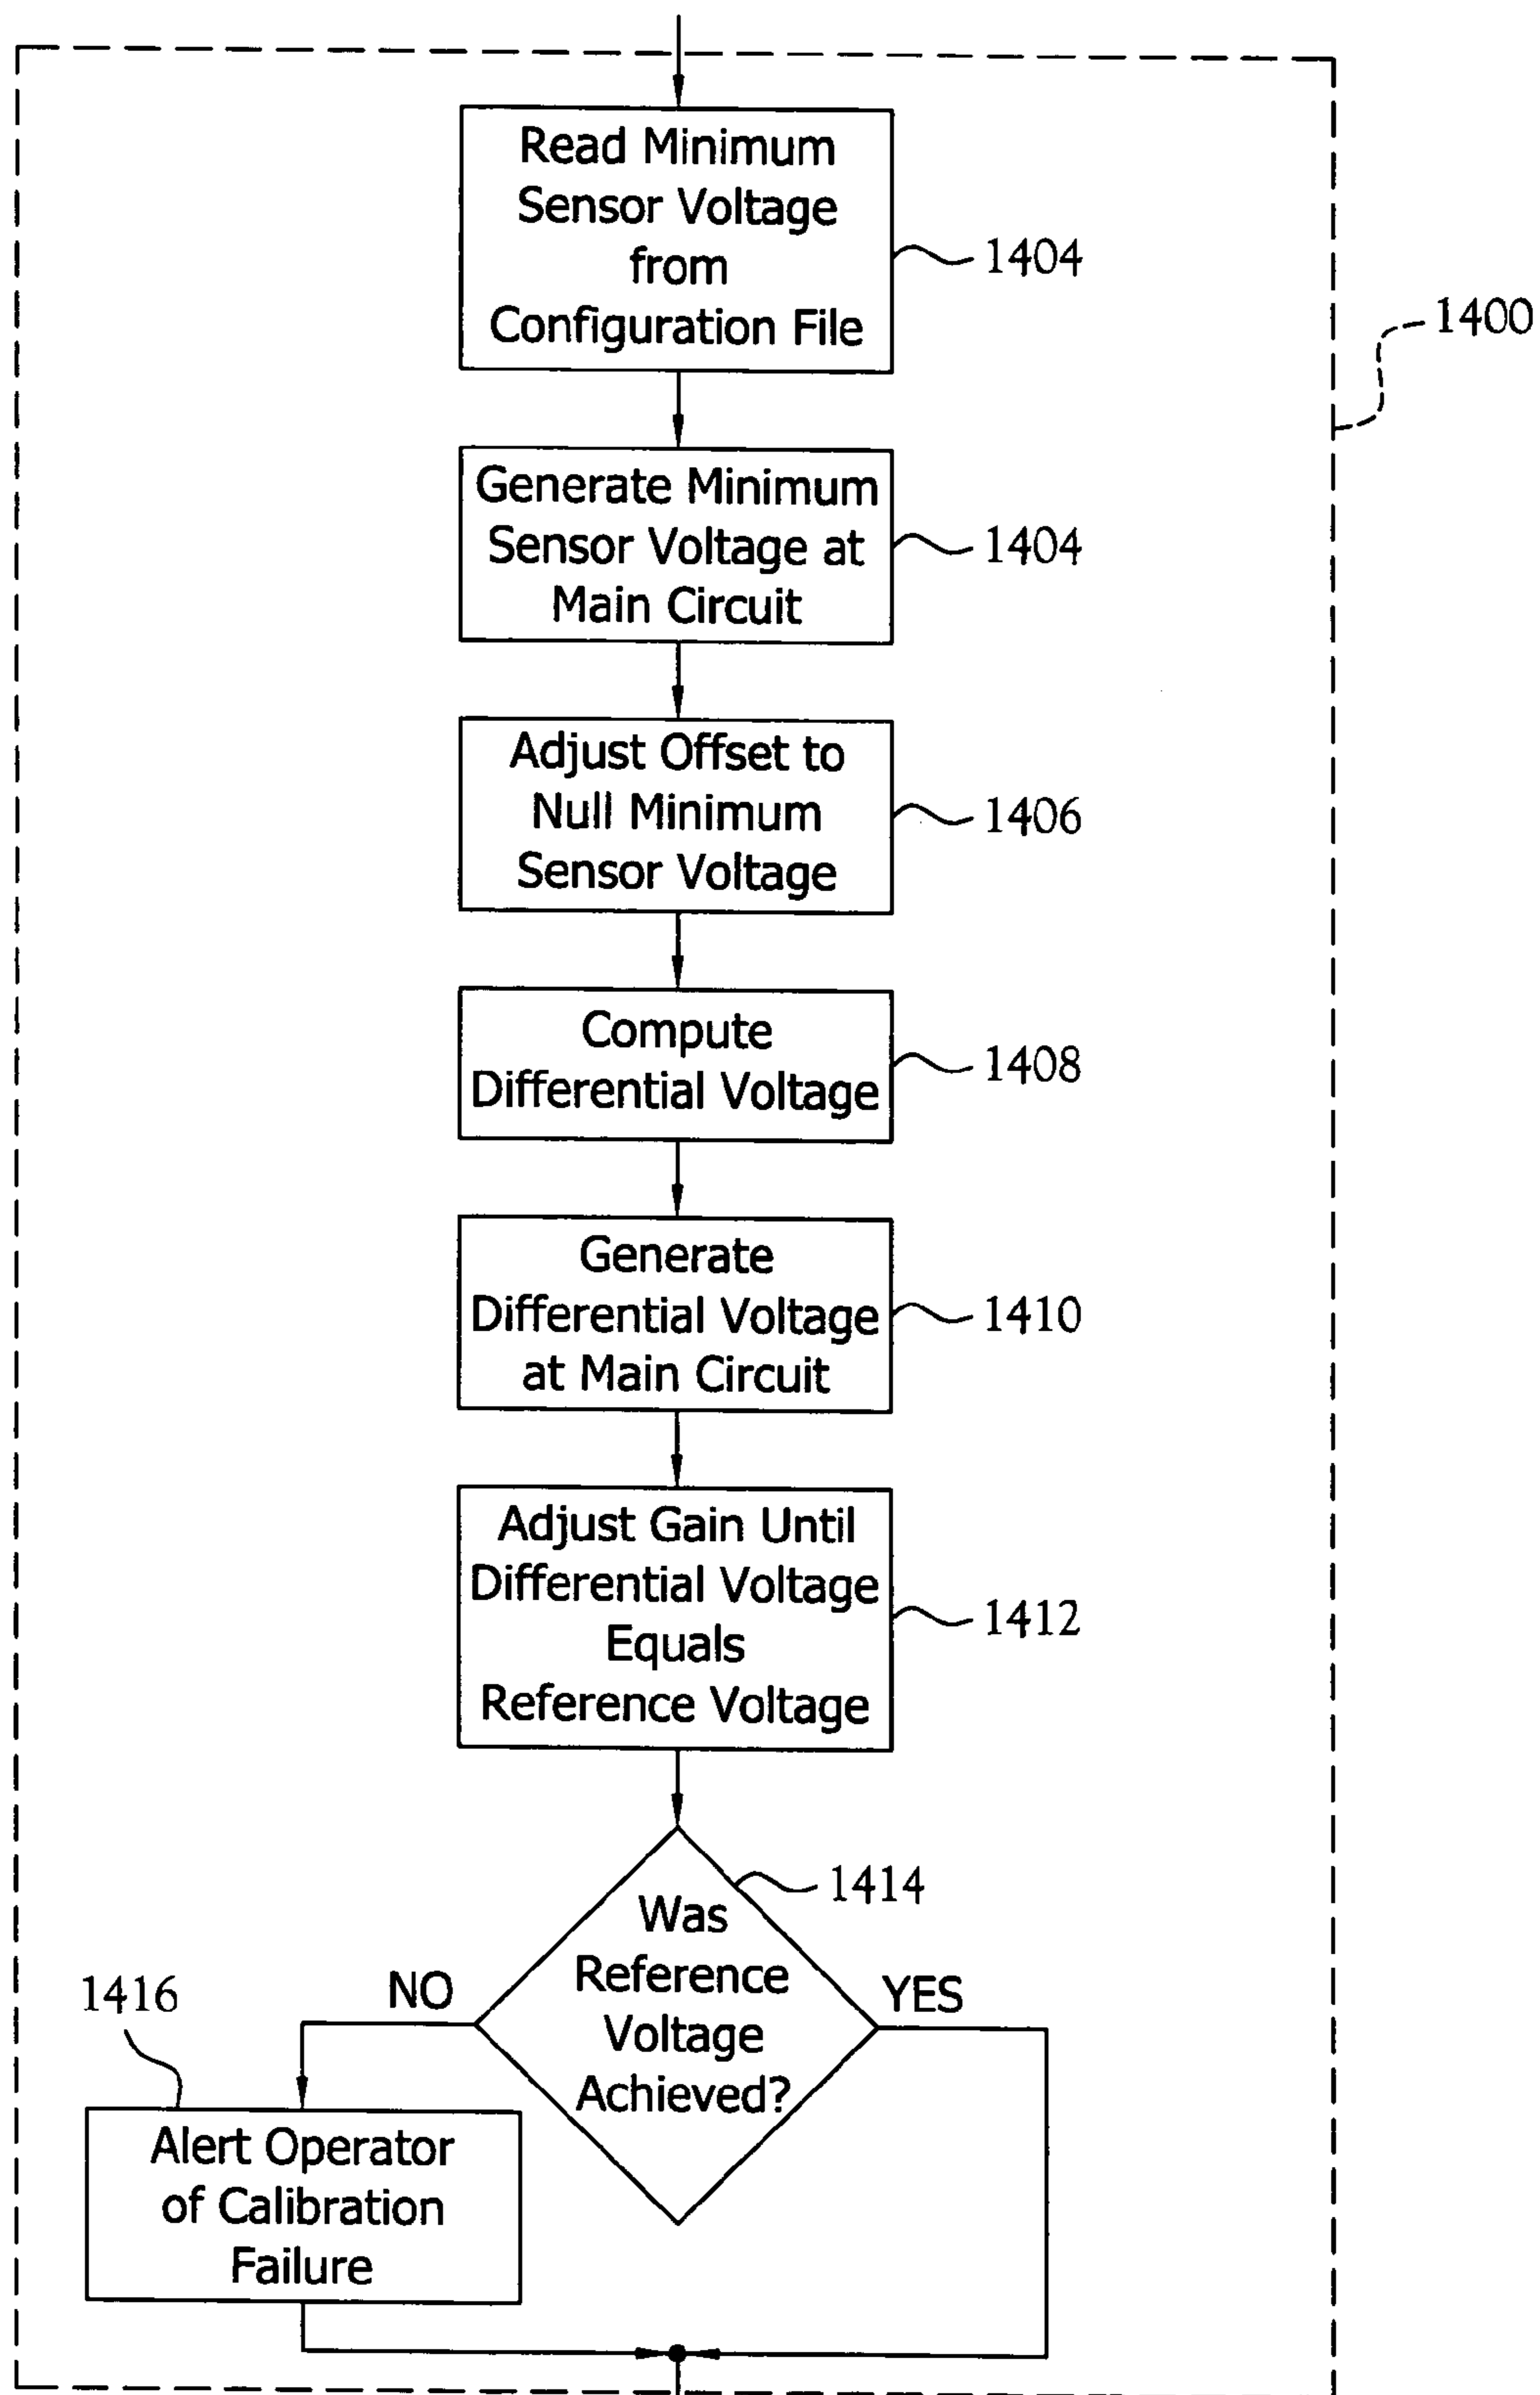 Read Minimum
Sensor Voltage
from
Configuration File
1404
1400
Generate Minimum
Sensor Voltage at
Main Circuit
1404
Adjust Offset to
Null Minimum
Sensor Voltage
1406
Compute
Differential Voltage
1408
Generate
Differential Voltage
at Main Circuit
1410
Adjust Gain Until
Differential Voltage
Equals
Reference Voltage
1412
1414
Was
Reference
Voltage
Achieved?
NO
YES
1416
Alert Operator
of Calibration
Failure